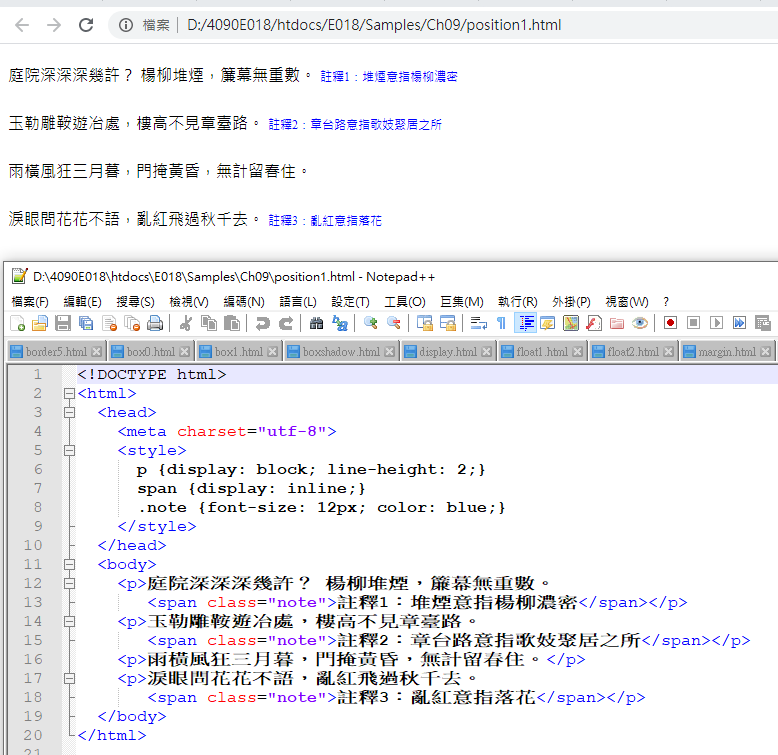 檔案 D:/4090E018/htdocs/E018/Samples/Ch09/position1.html
庭院深深深幾許？ 楊柳堆煙，簾幕無重數。 註釋1：堆煙意指楊柳濃密
玉勒雕鞍遊冶處，樓高不見章臺路。 註釋2：章台路意指歌妓聚居之所
雨橫風狂三月暮，門掩黃昏，無計留春住。
淚眼問花花不語，亂紅飛過秋千去。 註釋3：亂紅意指落花
D:\4090E018\htdocs\E018\Samples\Ch09\position1.html - Notepad++
檔案(F) 編輯(E) 搜尋(S) 檢視(V) 編碼(N) 語言(L) 設定(T) 工具(O) 巨集(M) 執行(R) 外掛(P) 視窗(W) ?
border5.html box0.html box1.html boxshadow.html display.html float1.html float2.html margin.html
1 <!DOCTYPE html>
2 <html>
3 <head>
4 <meta charset="utf-8">
5 <style>
6 p {display: block; line-height: 2;}
7 span {display: inline;}
8 .note {font-size: 12px; color: blue;}
9 </style>
10 </head>
11 <body>
12 <p>庭院深深深幾許？ 楊柳堆煙，簾幕無重數。
13 <span class="note">註釋1：堆煙意指楊柳濃密</span></p>
14 <p>玉勒雕鞍遊冶處，樓高不見章臺路。
15 <span class="note">註釋2：章台路意指歌妓聚居之所</span></p>
16 <p>雨橫風狂三月暮，門掩黃昏，無計留春住。</p>
17 <p>淚眼問花花不語，亂紅飛過秋千去。
18 <span class="note">註釋3：亂紅意指落花</span></p>
19 </body>
20 </html>
21